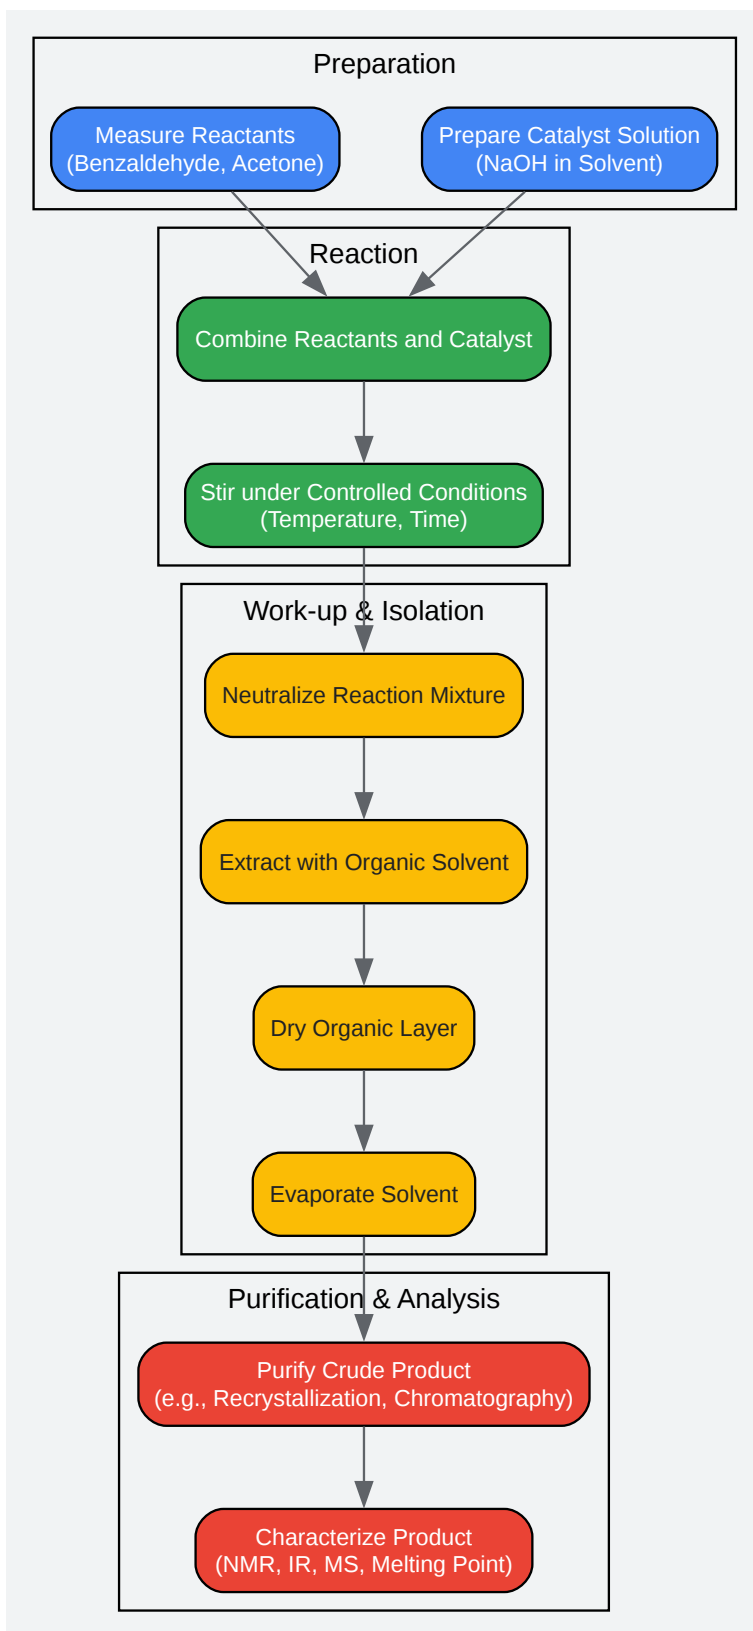 Preparation
Measure Reactants
(Benzaldehyde, Acetone)
Prepare Catalyst Solution
(NaOH in Solvent)
Reaction
Combine Reactants and Catalyst
Stir under Controlled Conditions
(Temperature, Time)
Work-up & Isolation
Neutralize Reaction Mixture
Extract with Organic Solvent
Dry Organic Layer
Evaporate Solvent
Purification & Analysis
Purify Crude Product
(e.g., Recrystallization, Chromatography)
Characterize Product
(NMR, IR, MS, Melting Point)